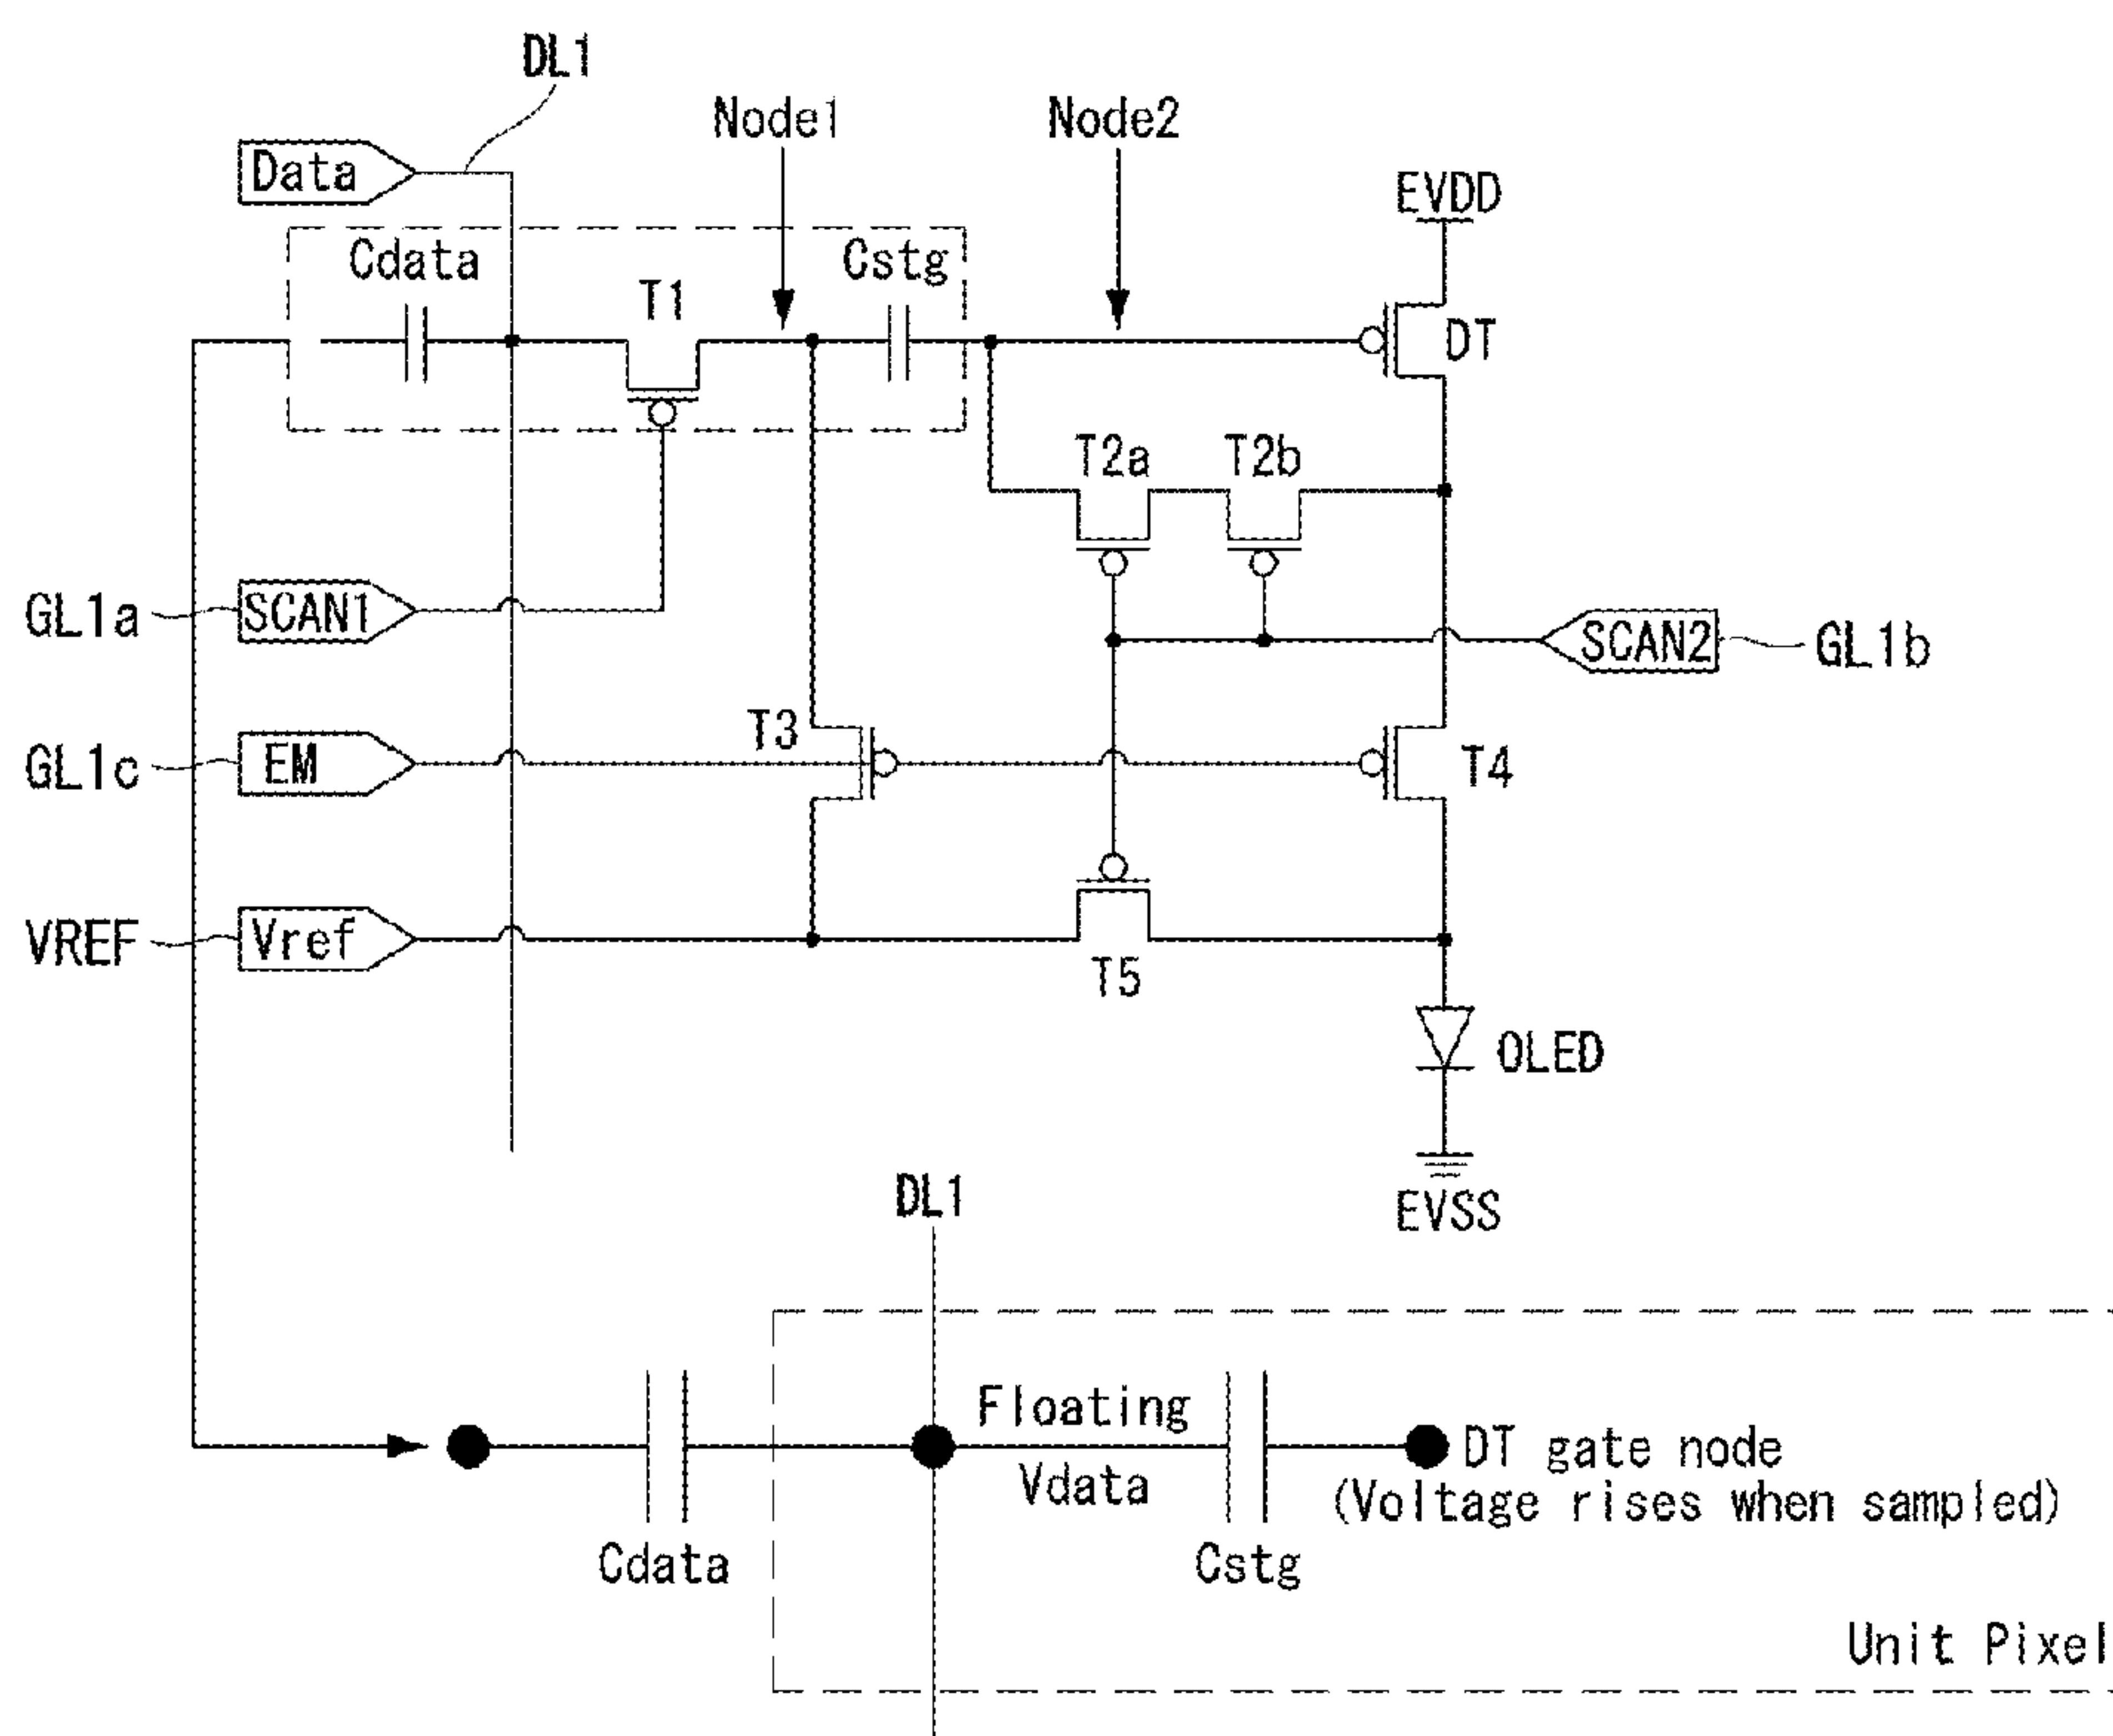 DL1
Node1
Node2
Data
EVDD
Cdata
Cstg
T1
DT
T2a
T2b
GL1a
SCAN1
SCAN2
GL1b
T3
GL1c
EM
T4
VREF
Vref
T5
OLED
DL1
EVSS
Floating
Vdata
DT gate node
(Voltage rises when sampled)
Cdata
Cstg
Unit Pixel